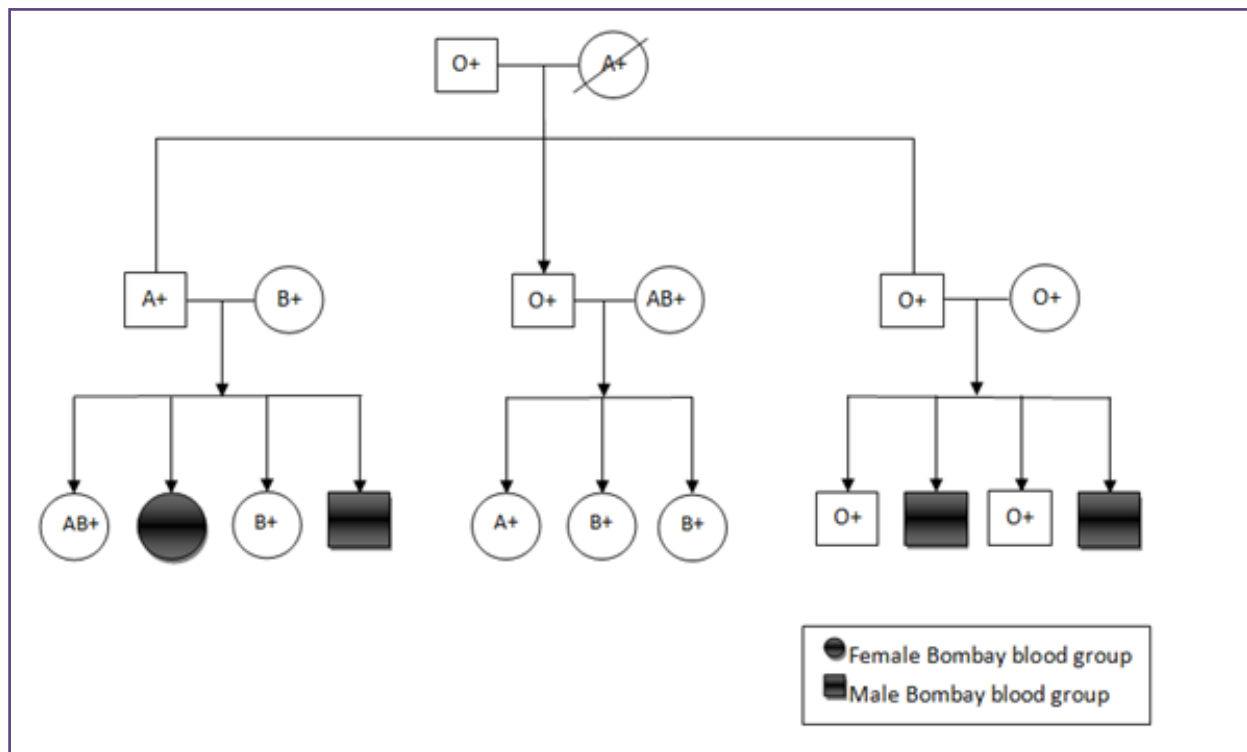 O+ A+
A+ B+ O+ AB+ O+ O+
AB+ B+ A+ B+ B+ O+ O+
Female Bombay blood group
Male Bombay blood group